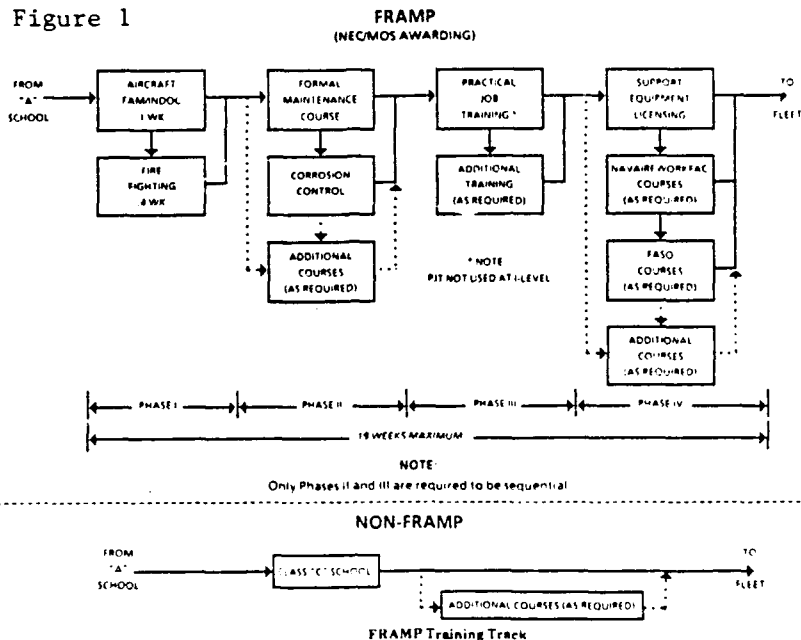 Figure 1
FRAMP
(NEC/MOS AWARDING)
FROM
"A"
SCHOOL
AIRCRAFT
FAM/INDOC
1 WK
FIRE
FIGHTING
WK
FORMAL
MAINTENANCE
COURSE
CORROSION
CONTROL
ADDITIONAL
COURSES
(AS REQUIRED)
PRACTICAL
JOB
TRAINING *
ADDITIONAL
TRAINING
(AS REQUIRED)
* NOTE
PJT NOT USED AT I-LEVEL
SUPPORT
EQUIPMENT
LICENSING
COURSES
(AS REQUIRED)
FASO
COURSES
(AS REQUIRED)
ADDITIONAL
COURSES
(AS REQUIRED)
TO
FLEET
PHASE I
PHASE II
PHASE III
PHASE IV
19 WEEKS MAXIMUM
NOTE:
Only Phases II and III are required to be sequential
NON-FRAMP
FROM
"A"
SCHOOL
CLASS "C" SCHOOL
ADDITIONAL COURSES (AS REQUIRED)
TO
FLEET
FRAMP Training Track